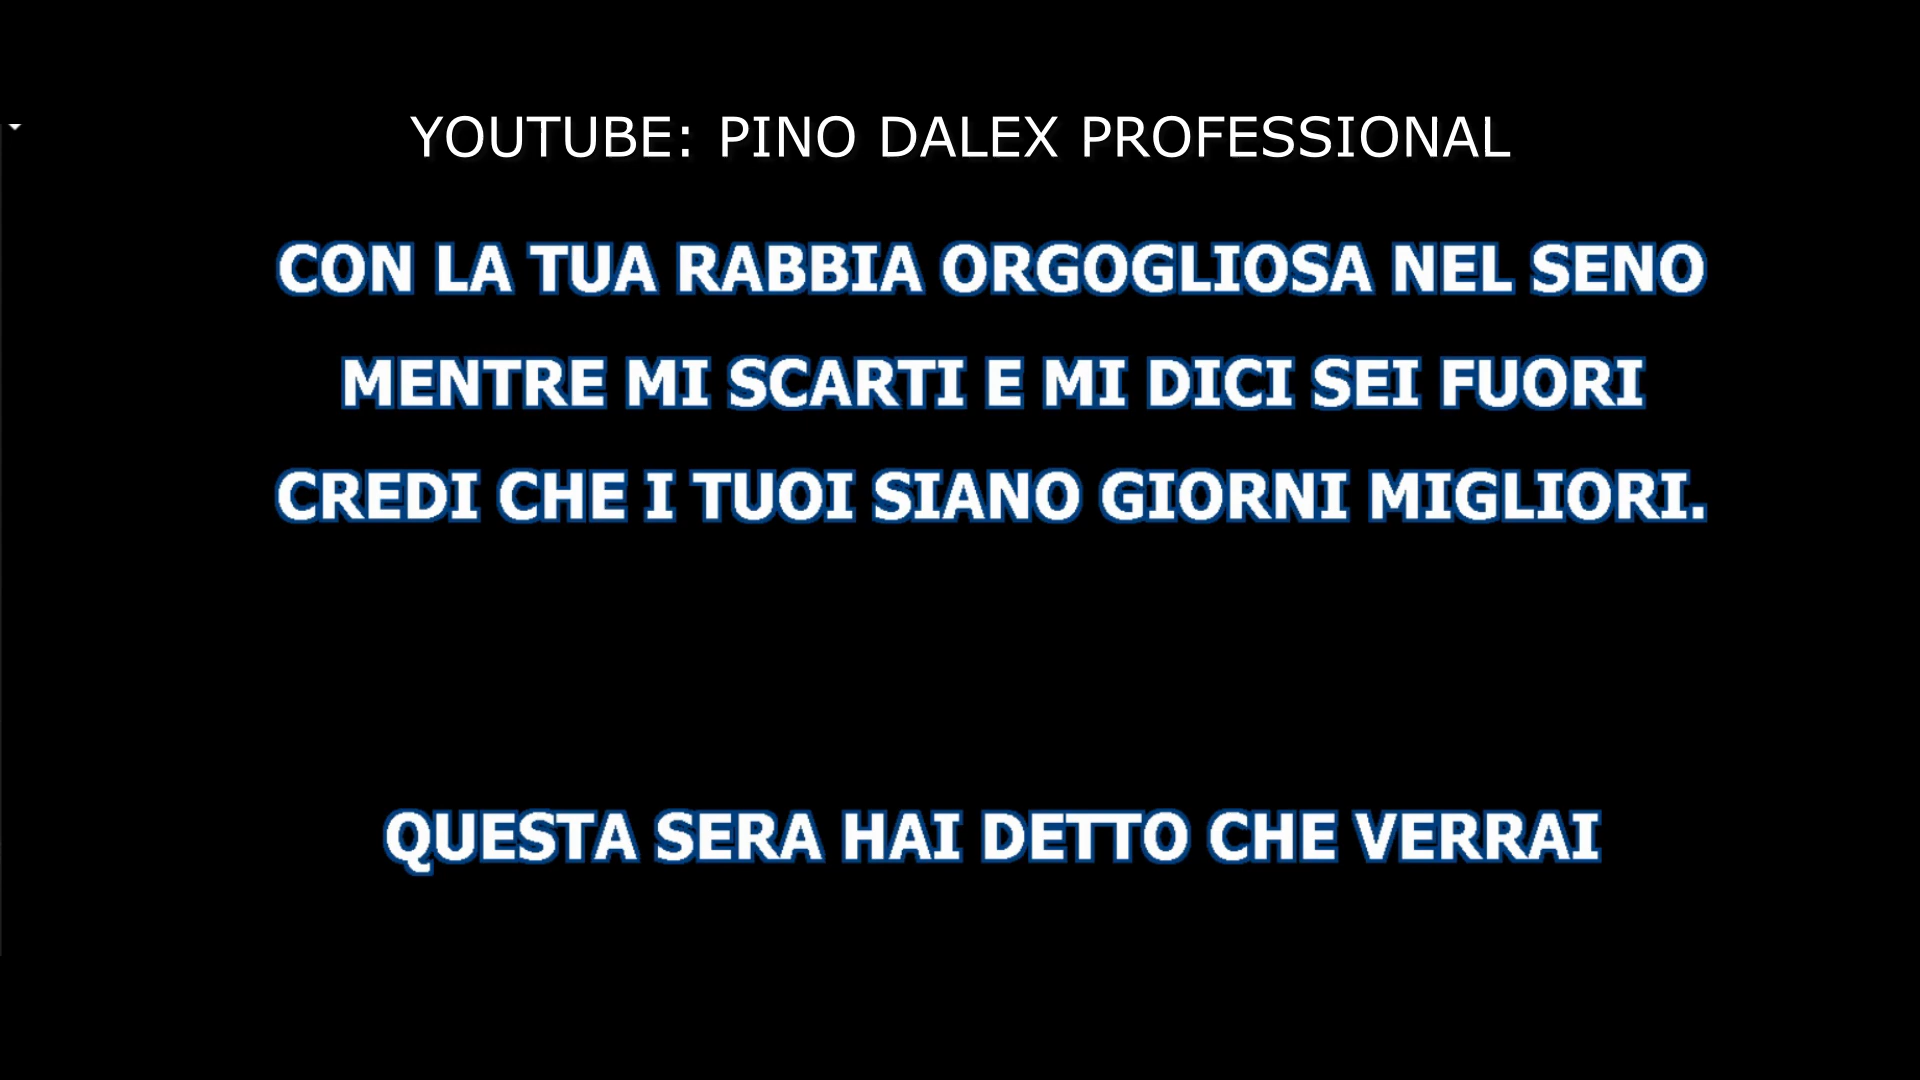 YOUTUBE: PINO DALEX PROFESSIONAL
CON LA TUA RABBIA ORGOGLIOSA NEL SENO
MENTRE MI SCARTI E MI DICI SEI FUORI
CREDI CHE I TUOI SIANO GIORNI MIGLIORI.
QUESTA SERA HAI DETTO CHE VERRAI